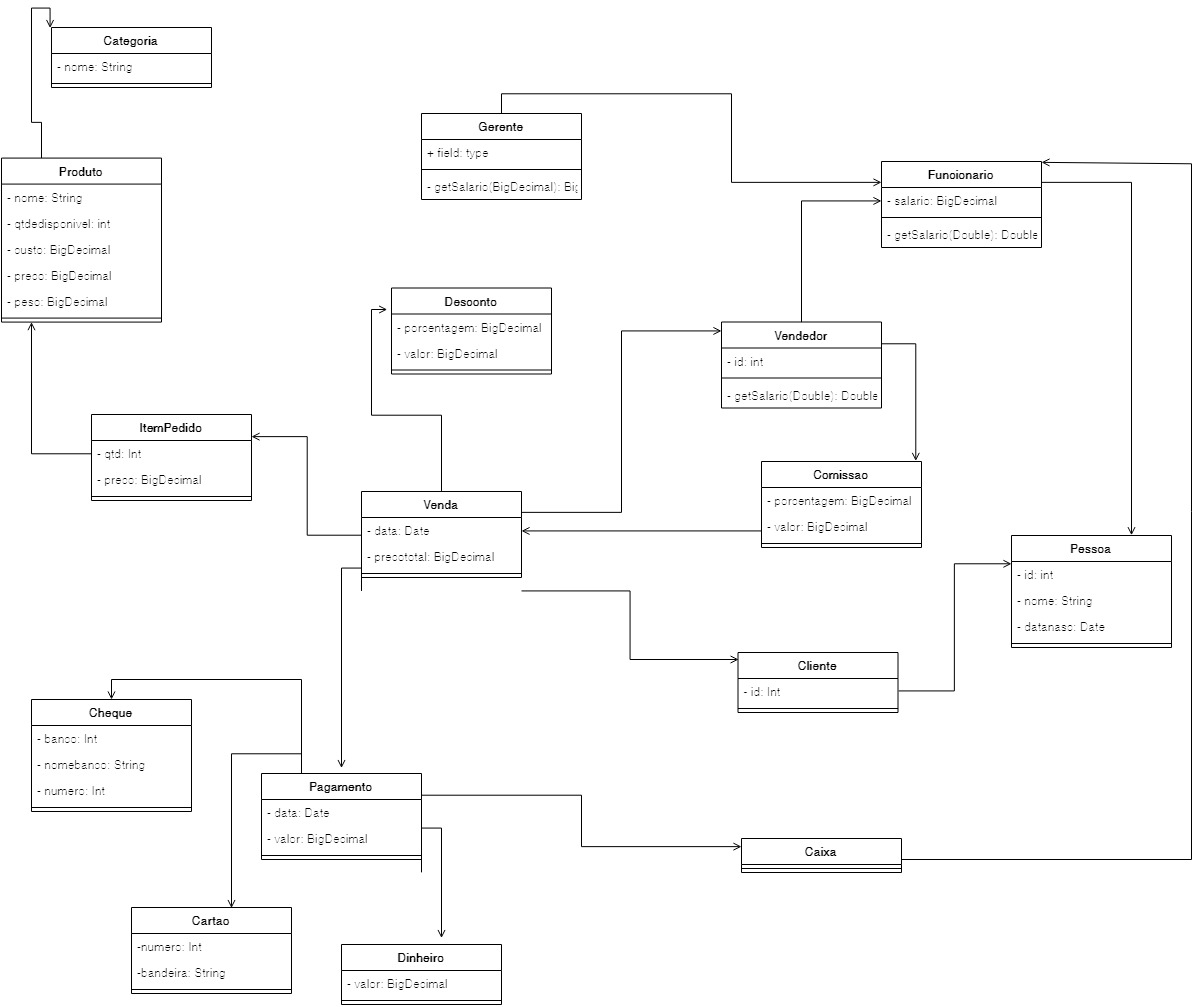 Categoria
- nome: String
Gerente
+ field: type
- getSalario(BigDecimal): Big
Produto
- nome: String
- qtdedisponivel: int
- custo: BigDecimal
- preco: BigDecimal
- peso: BigDecimal
Funcionario
- salario: BigDecimal
- getSalario(Double): Double
Desconto
- porcentagem: BigDecimal
- valor: BigDecimal
Vendedor
- id: int
- getSalario(Double): Double
ItemPedido
- qtd: Int
- preco: BigDecimal
Comissao
- porcentagem: BigDecimal
- valor: BigDecimal
Venda
- data: Date
- precototal: BigDecimal
Pessoa
- id: int
- nome: String
- datanasc: Date
Cliente
- id: Int
Cheque
- banco: Int
- nomebanco: String
- numero: Int
Pagamento
- data: Date
- valor: BigDecimal
Caixa
Cartao
-numero: Int
-bandeira: String
Dinheiro
- valor: BigDecimal